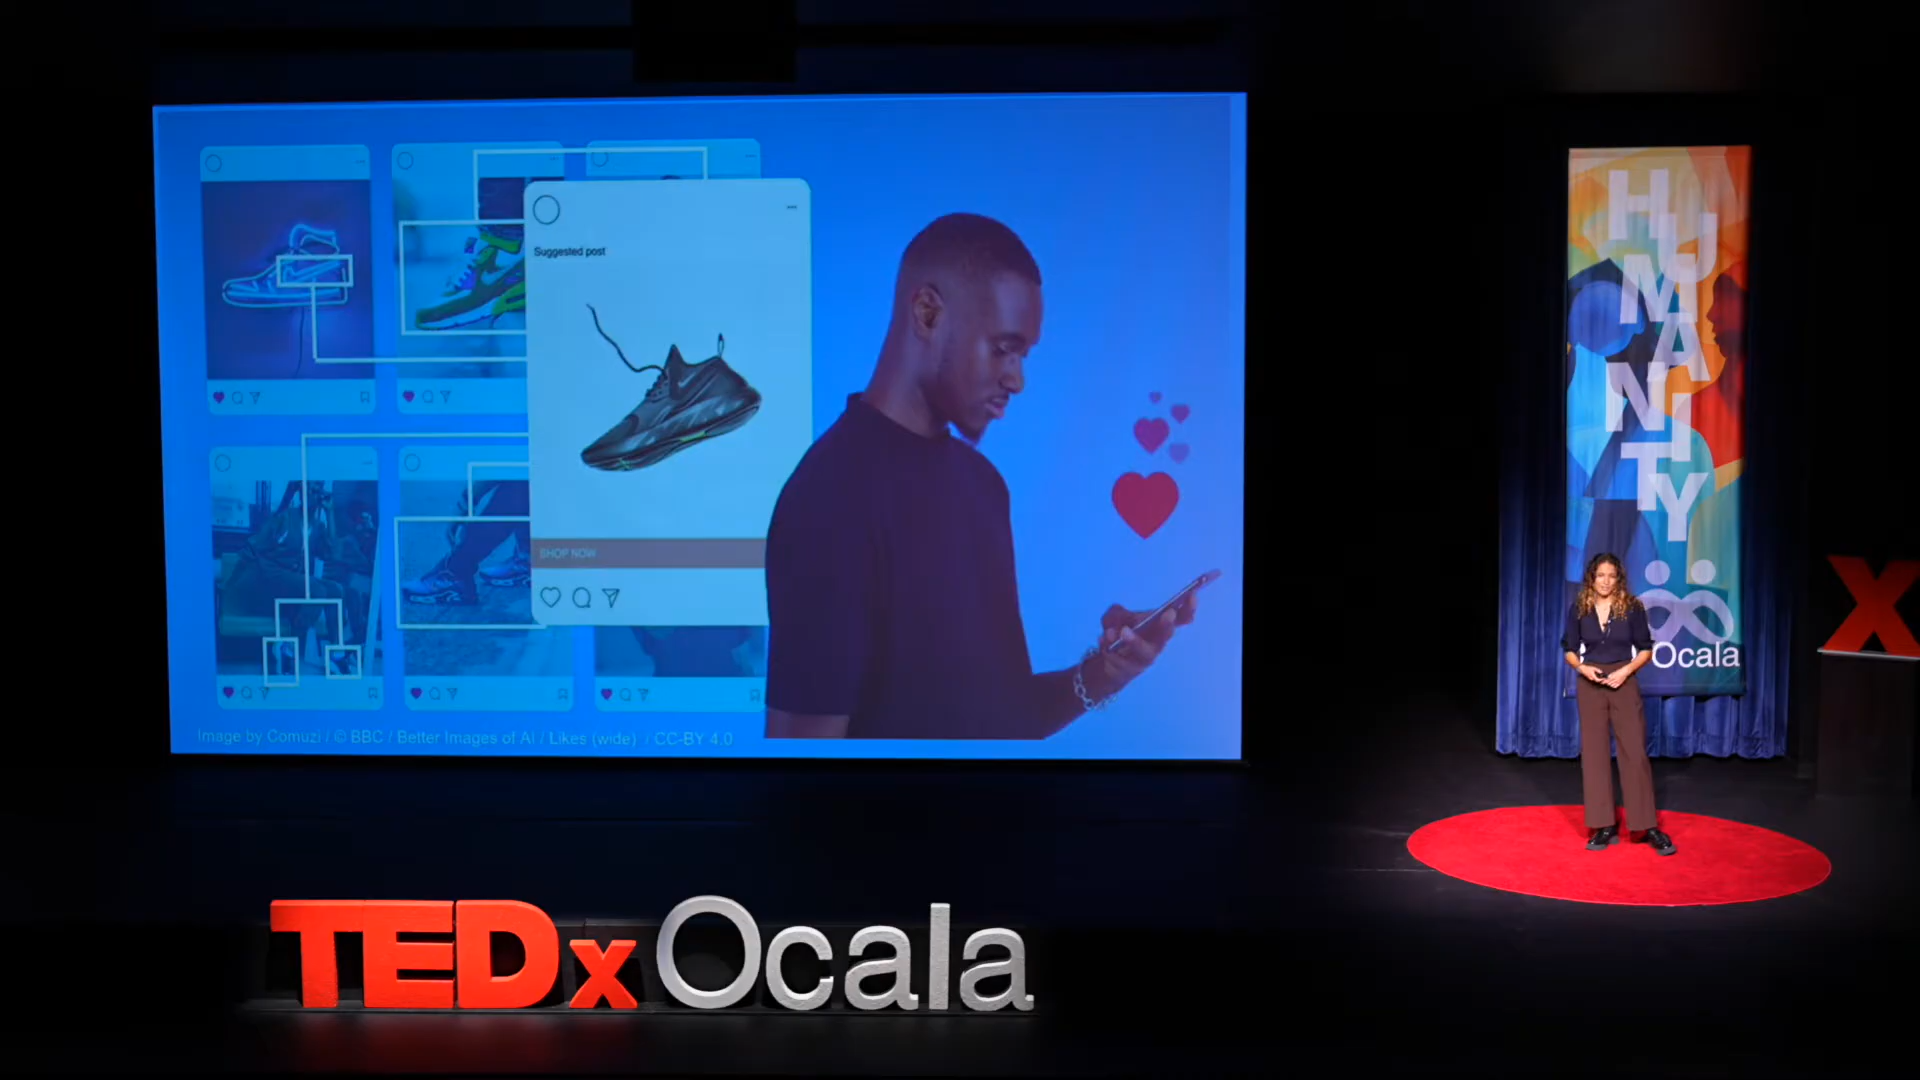 Suggested post
SHOP NOW
Image by Comuzi / © BBC / Better Images of AI / Likes (wide) / CC-BY 4.0
HUMANITY
Ocala
X
TEDxOcala